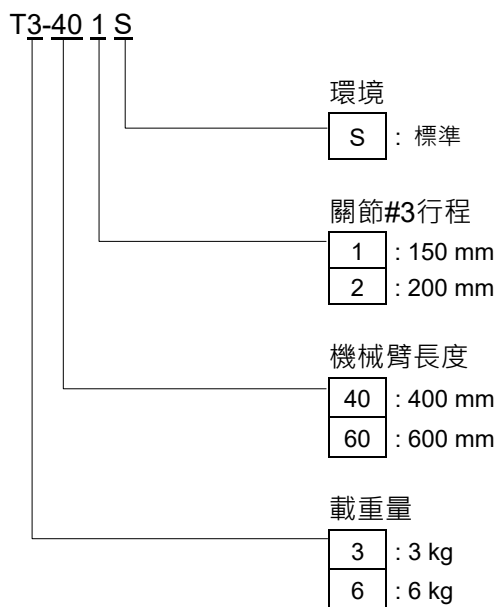 T3-40 1 S
環境
S : 標準
關節#3行程
1 : 150 mm
2 : 200 mm
機械臂長度
40 : 400 mm
60 : 600 mm
載重量
3 : 3 kg
6 : 6 kg